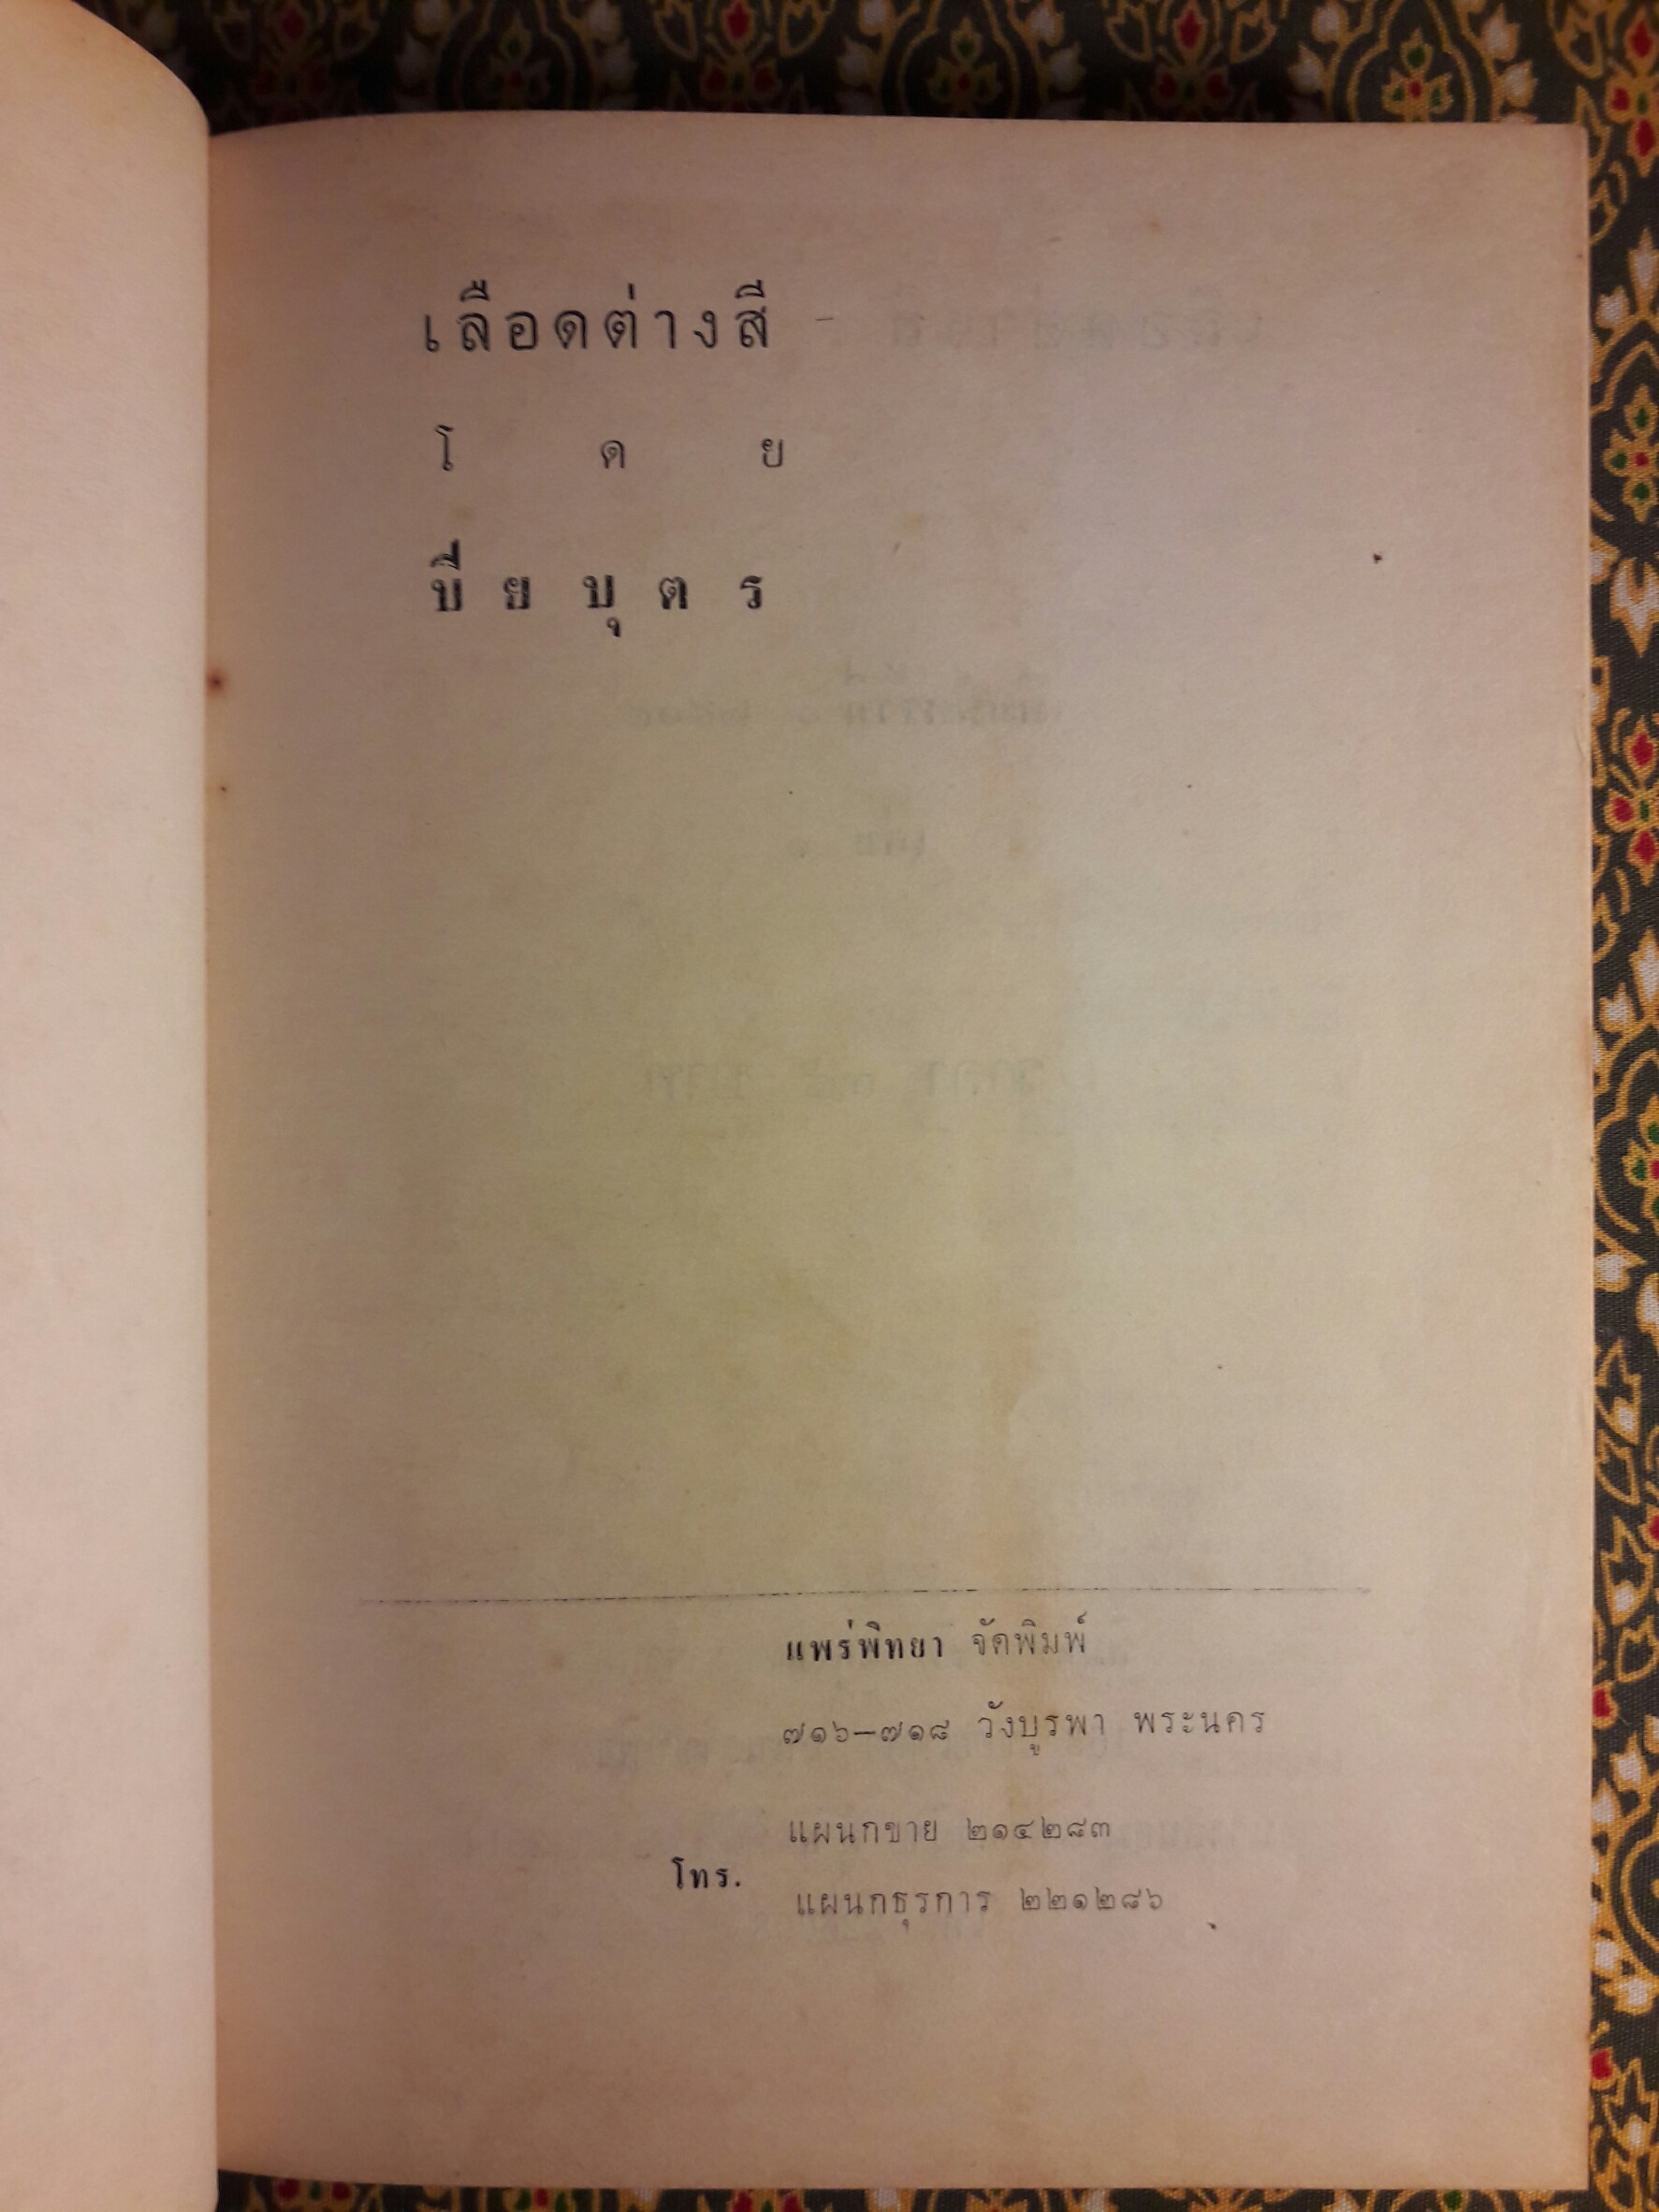 เลือดต่างสี
โดย
บียบุตร
แพร่พิทยา จัดพิมพ์
๗๑๖—๗๑๘ วังบูรพา พระนคร
แผนกขาย ๒๑๔๒๘๓
โทร.
แผนกธุรการ ๒๒๑๒๘๖